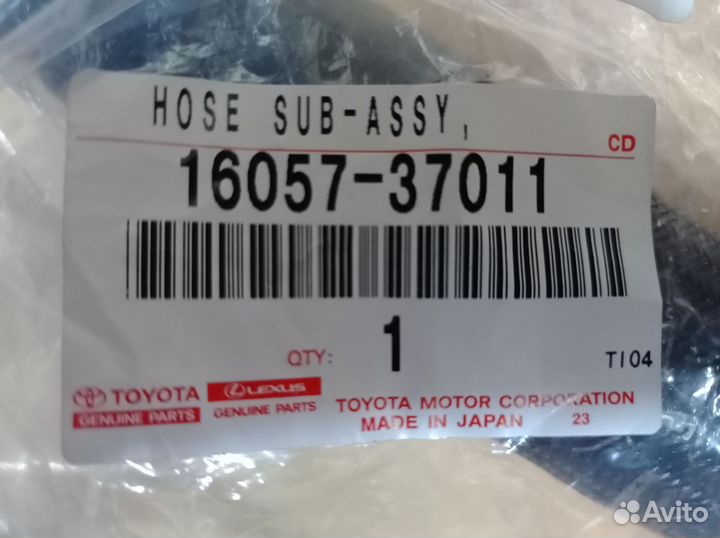 HOSE SUB-ASSY,
CD
16057-37011
QTY: 1
TI04
TOYOTA
GENUINE PARTS
LEXUS
GENUINE PARTS
TOYOTA MOTOR CORPORATION
MADE IN JAPAN 23
Avito